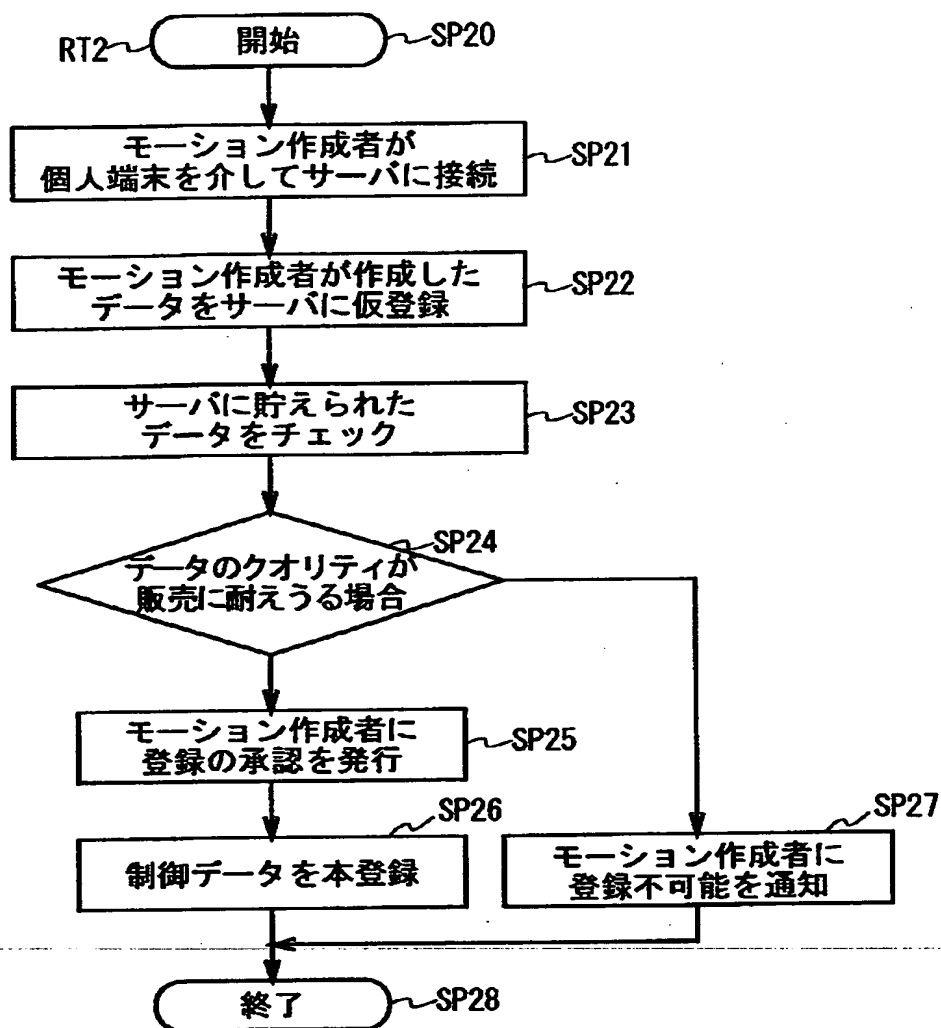 RT2
開始
SP20
モーション作成者が
個人端末を介してサーバに接続
SP21
モーション作成者が作成した
データをサーバに仮登録
SP22
サーバに貯えられた
データをチェック
SP23
SP24
データのクオリティが
販売に耐えうる場合
モーション作成者に
登録の承認を発行
SP25
SP26
制御データを本登録
SP27
モーション作成者に
登録不可能を通知
終了
SP28